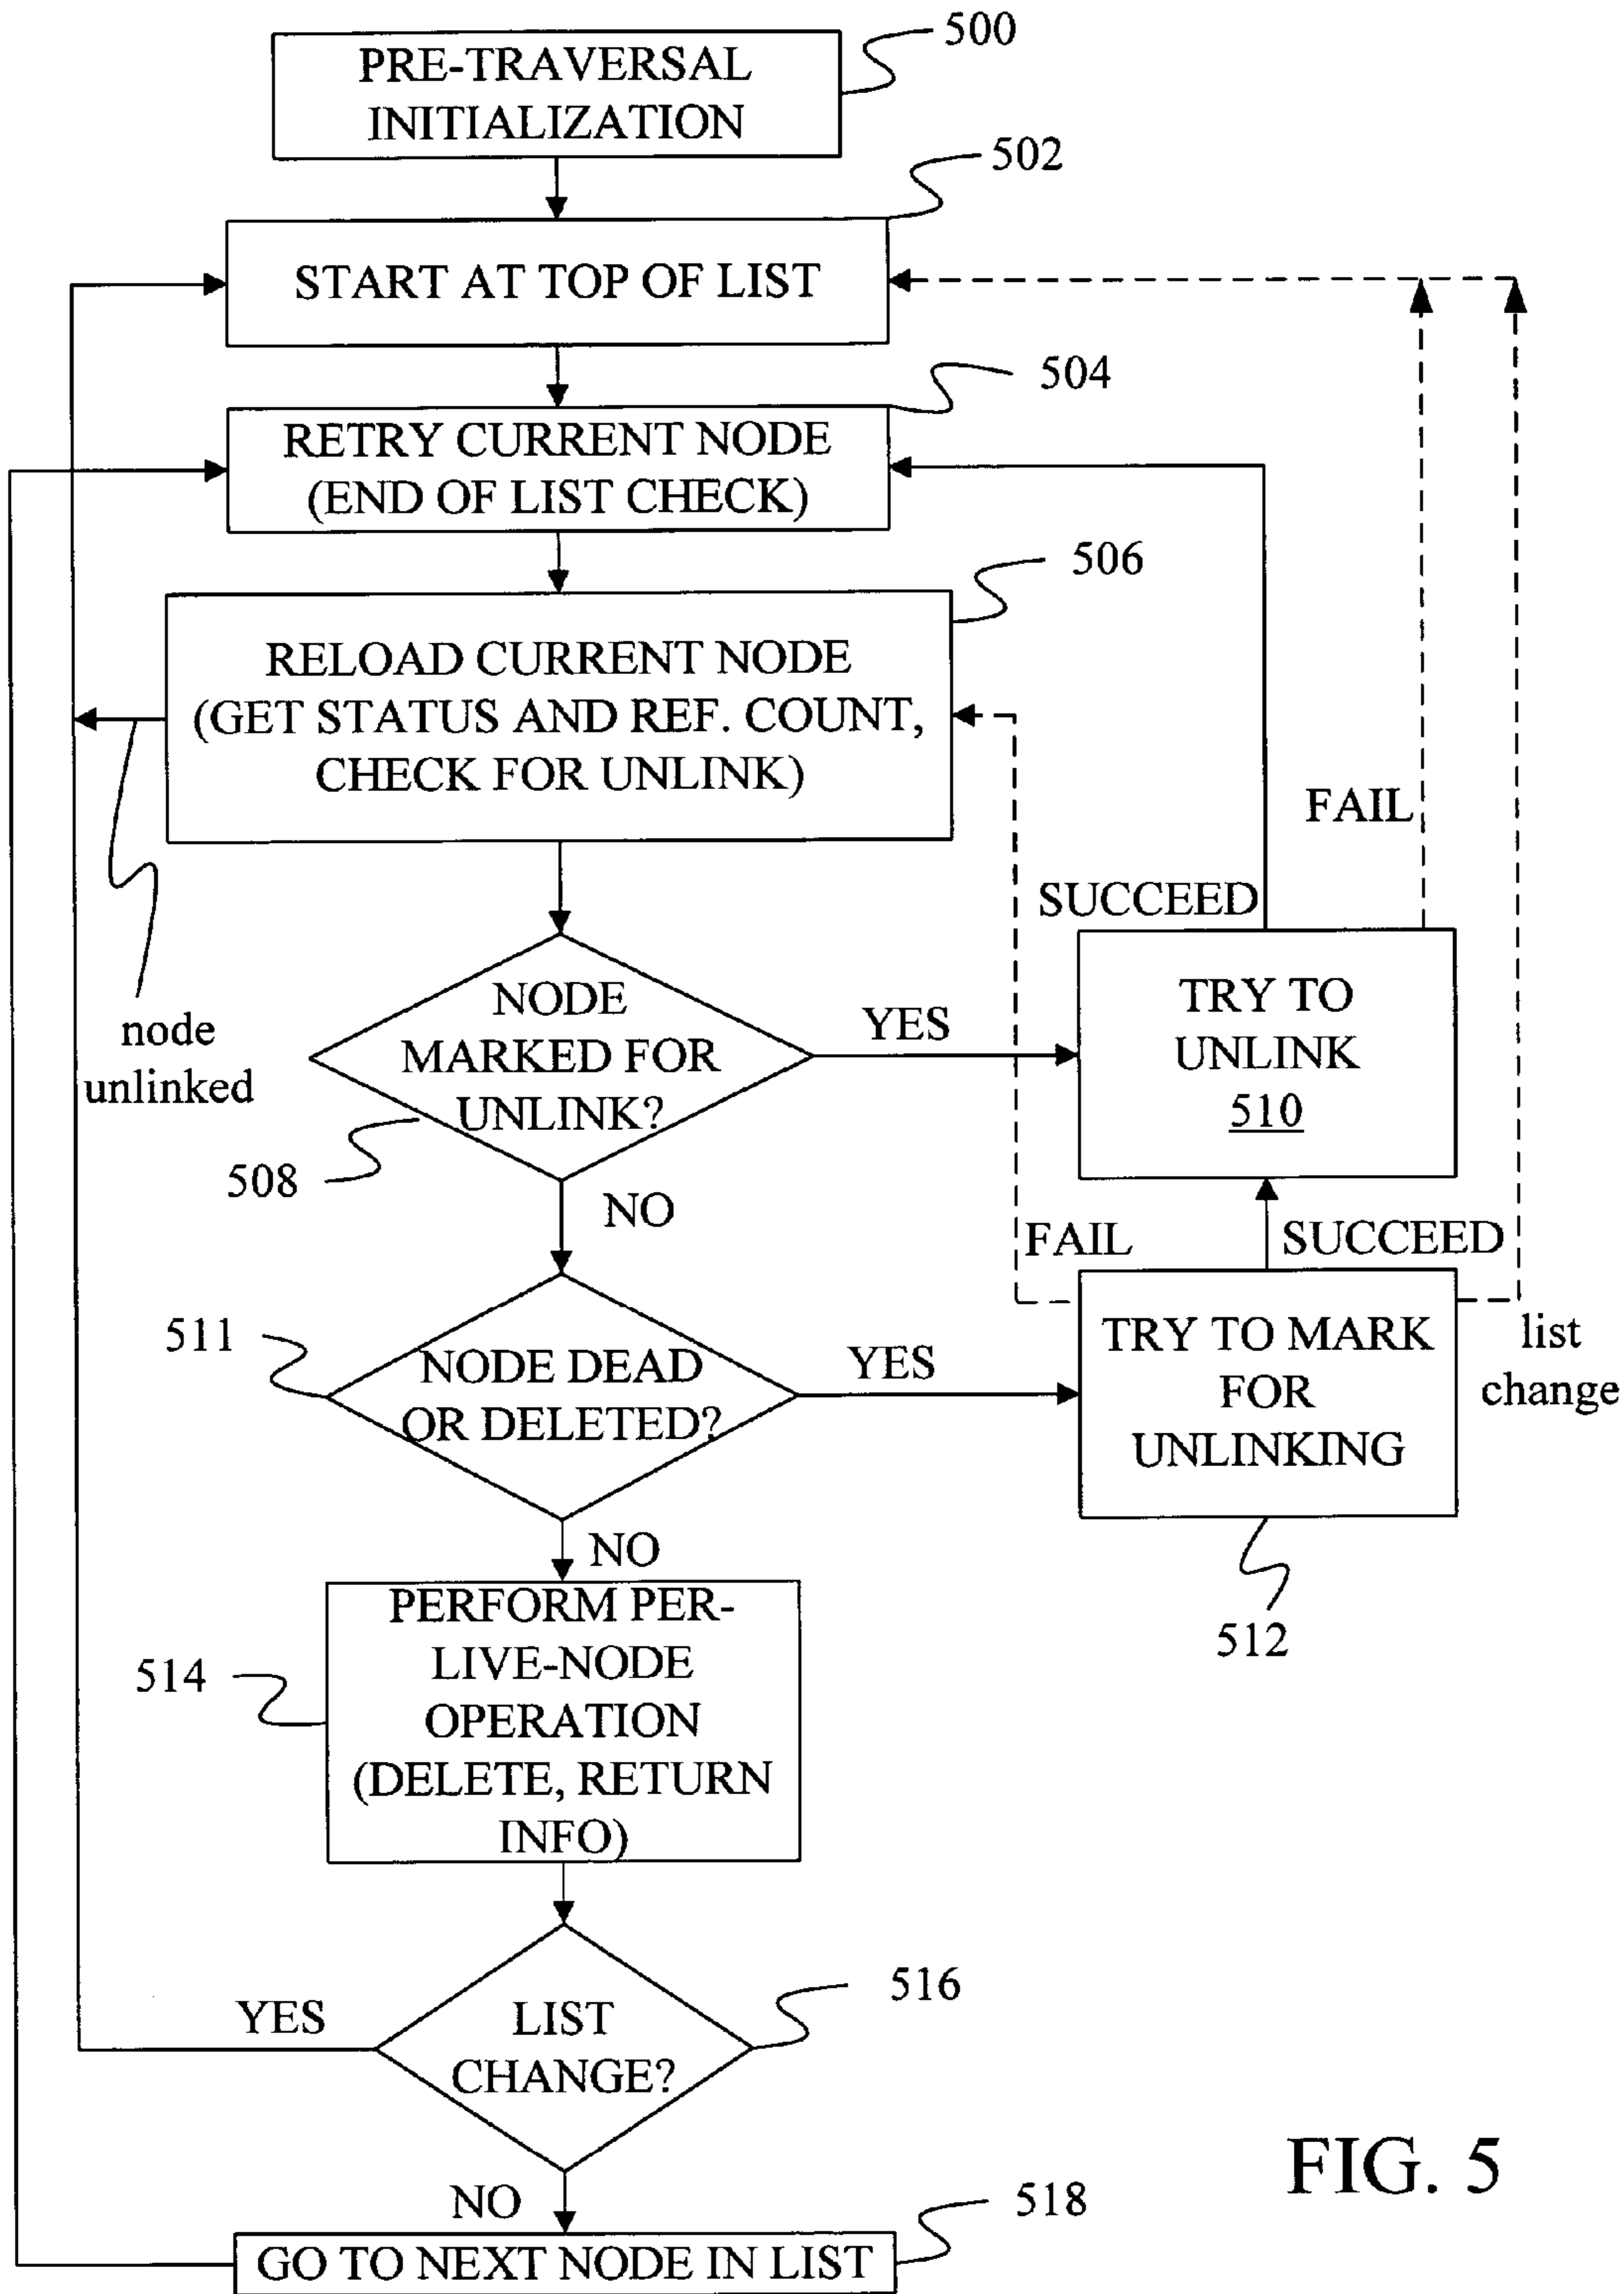 500
PRE-TRAVERSAL
INITIALIZATION
502
START AT TOP OF LIST
504
RETRY CURRENT NODE
(END OF LIST CHECK)
506
RELOAD CURRENT NODE
(GET STATUS AND REF. COUNT,
CHECK FOR UNLINK)
FAIL
SUCCEED
node
unlinked
NODE
MARKED FOR
UNLINK?
YES
TRY TO
UNLINK
510
508
NO
FAIL
SUCCEED
511
NODE DEAD
OR DELETED?
YES
TRY TO MARK
FOR
UNLINKING
list
change
NO
512
514
PERFORM PER-
LIVE-NODE
OPERATION
(DELETE, RETURN
INFO)
516
YES
LIST
CHANGE?
NO
518
GO TO NEXT NODE IN LIST
FIG. 5